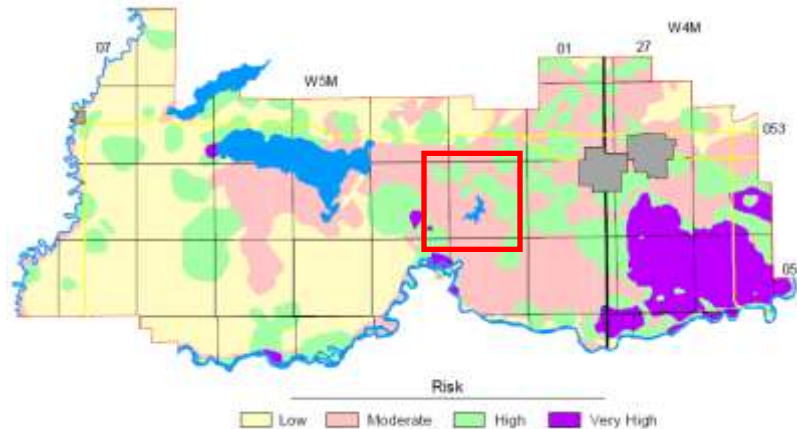 W4M
07
01
27
W5M
053
05
Risk
Low
Moderate
High
Very High